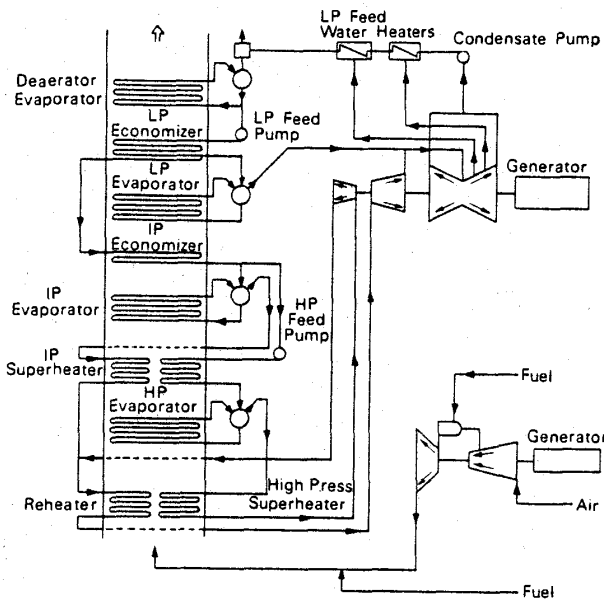 LP Feed
Water Heaters
Condensate Pump
Deaerator
Evaporator
LP
Economizer
LP Feed
Pump
LP
Evaporator
Generator
IP
Economizer
IP
Evaporator
HP
Feed
Pump
IP
Superheater
HP
Evaporator
Fuel
Generator
High Press
Superheater
Reheater
Air
Fuel